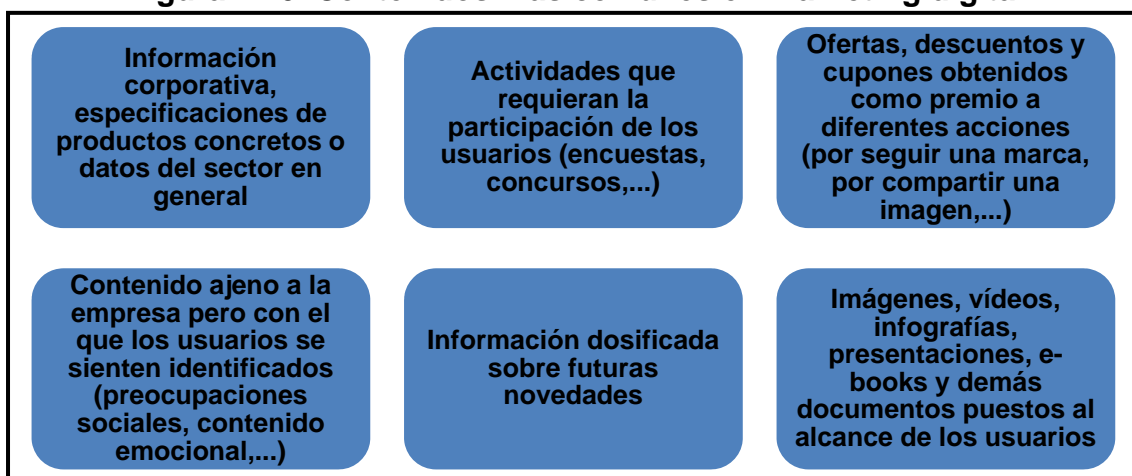 Información
corporativa,
especificaciones de
productos concretos o
datos del sector en
general
Actividades que
requieran la
participación de los
usuarios (encuestas,
concursos,...)
Ofertas, descuentos y
cupones obtenidos
como premio a
diferentes acciones
(por seguir una marca,
por compartir una
imagen,...)
Contenido ajeno a la
empresa pero con el
que los usuarios se
sienten identificados
(preocupaciones
sociales, contenido
emocional,...)
Información dosificada
sobre futuras
novedades
Imágenes, vídeos,
infografías,
presentaciones, e-
books y demás
documentos puestos al
alcance de los usuarios